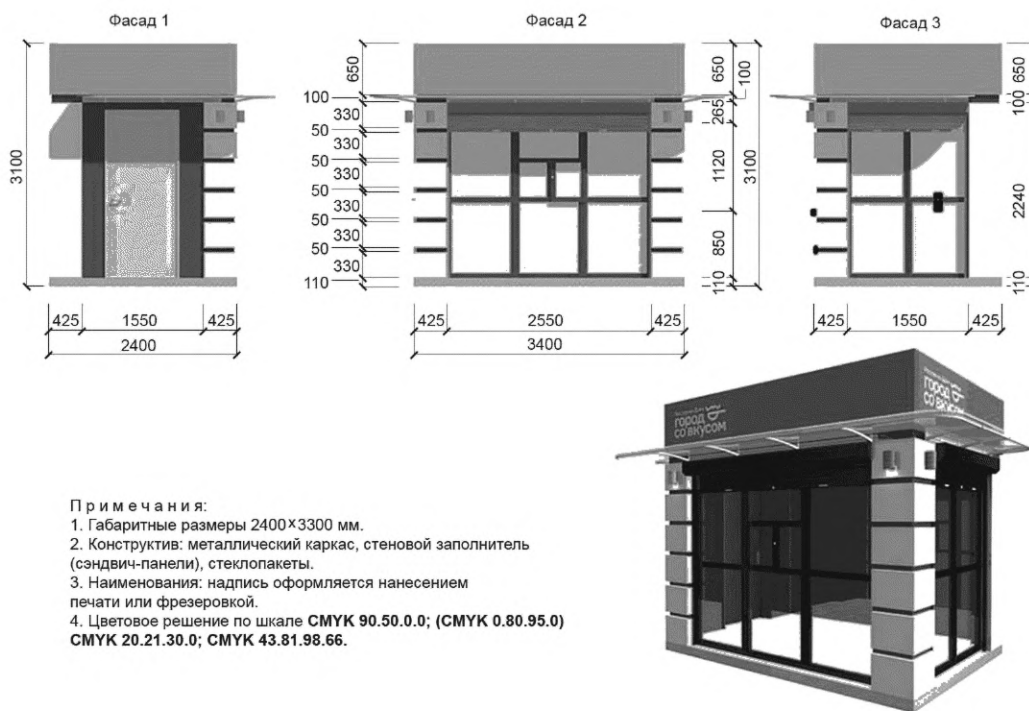 Фасад 1
Фасад 2
Фасад 3
3100
425
1550
425
2400
650
100
330
50
330
50
330
50
330
50
330
50
330
110
425
2550
425
3400
650
100
265
1120
850
110
3100
650
100
2240
110
425
1550
425
город
со вкусом
город
со вкусом
Примечания:
1. Габаритные размеры 2400×3300 мм.
2. Конструктив: металлический каркас, стеновой заполнитель
(сэндвич-панели), стеклопакеты.
3. Наименования: надпись оформляется нанесением
печати или фрезеровкой.
4. Цветовое решение по шкале CMYK 90.50.0.0; (CMYK 0.80.95.0)
CMYK 20.21.30.0; CMYK 43.81.98.66.